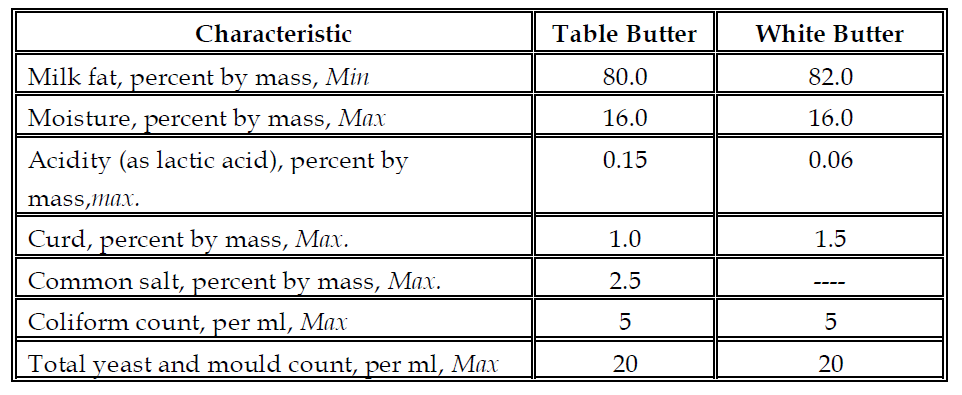 Characteristic Table Butter White Butter
Milk fat, percent by mass, Min 80.0 82.0
Moisture, percent by mass, Max 16.0 16.0
Acidity (as lactic acid), percent by 0.15 0.06
mass,max.
Curd, percent by mass, Max. 1.0 1.5
Common salt, percent by mass, Max. 2.5 ----
Coliform count, per ml, Max 5 5
Total yeast and mould count, per ml, Max 20 20